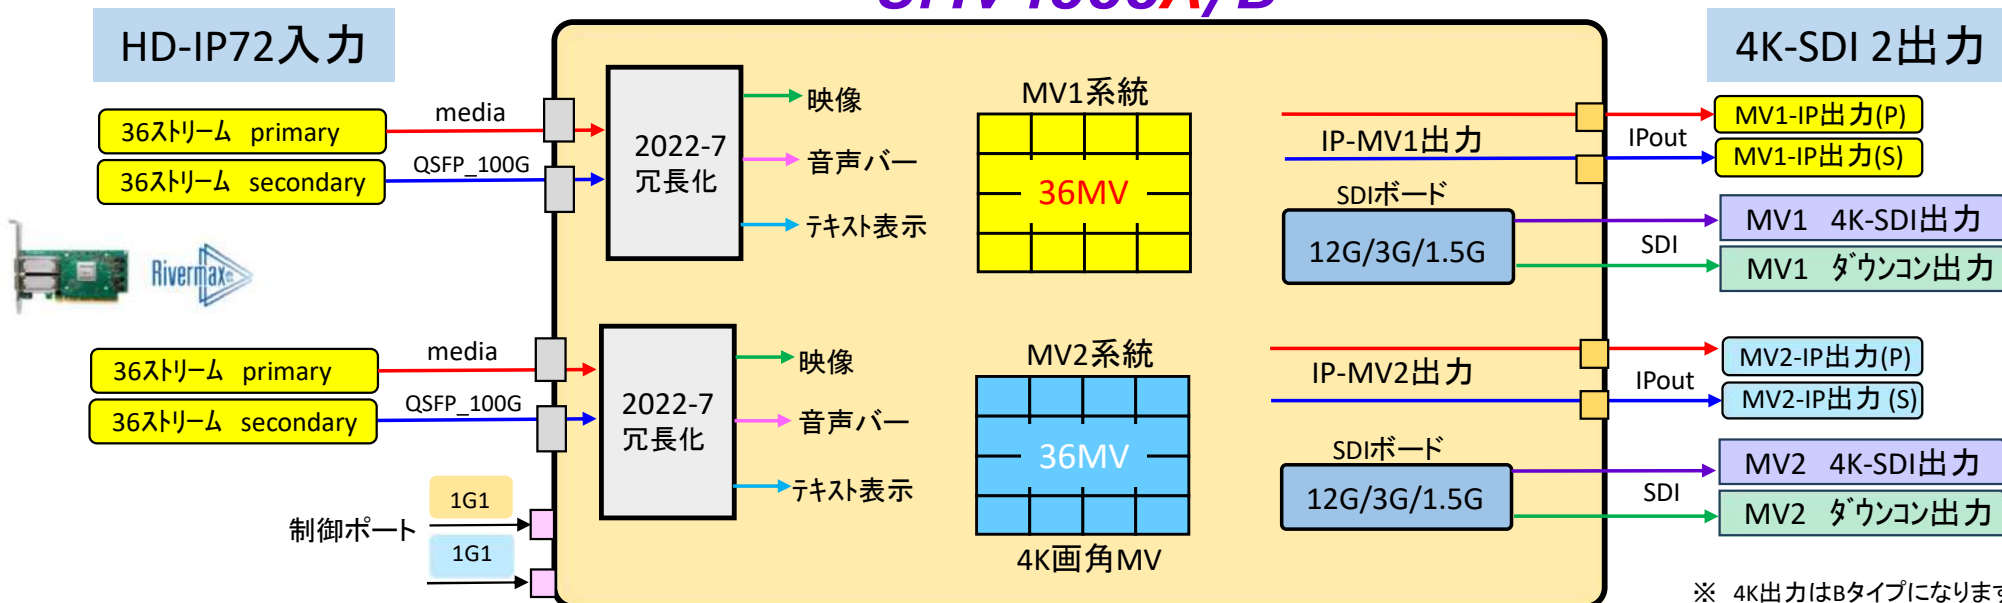 HD-IP72入力
4K-SDI 2出力
36ストリーム primary
media
36ストリーム secondary
QSFP_100G
2022-7
冗長化
映像
音声バー
テキスト表示
MV1系統
36MV
IP-MV1出力
IPout
MV1-IP出力(P)
MV1-IP出力(S)
SDIボード
12G/3G/1.5G
SDI
MV1 4K-SDI出力
MV1 ダウンコン出力
Rivermax
36ストリーム primary
media
36ストリーム secondary
QSFP_100G
2022-7
冗長化
映像
音声バー
テキスト表示
MV2系統
36MV
4K画角MV
IP-MV2出力
IPout
MV2-IP出力(P)
MV2-IP出力 (S)
SDIボード
12G/3G/1.5G
SDI
MV2 4K-SDI出力
MV2 ダウンコン出力
制御ポート
1G1
1G1
※ 4K出力はBタイプになります